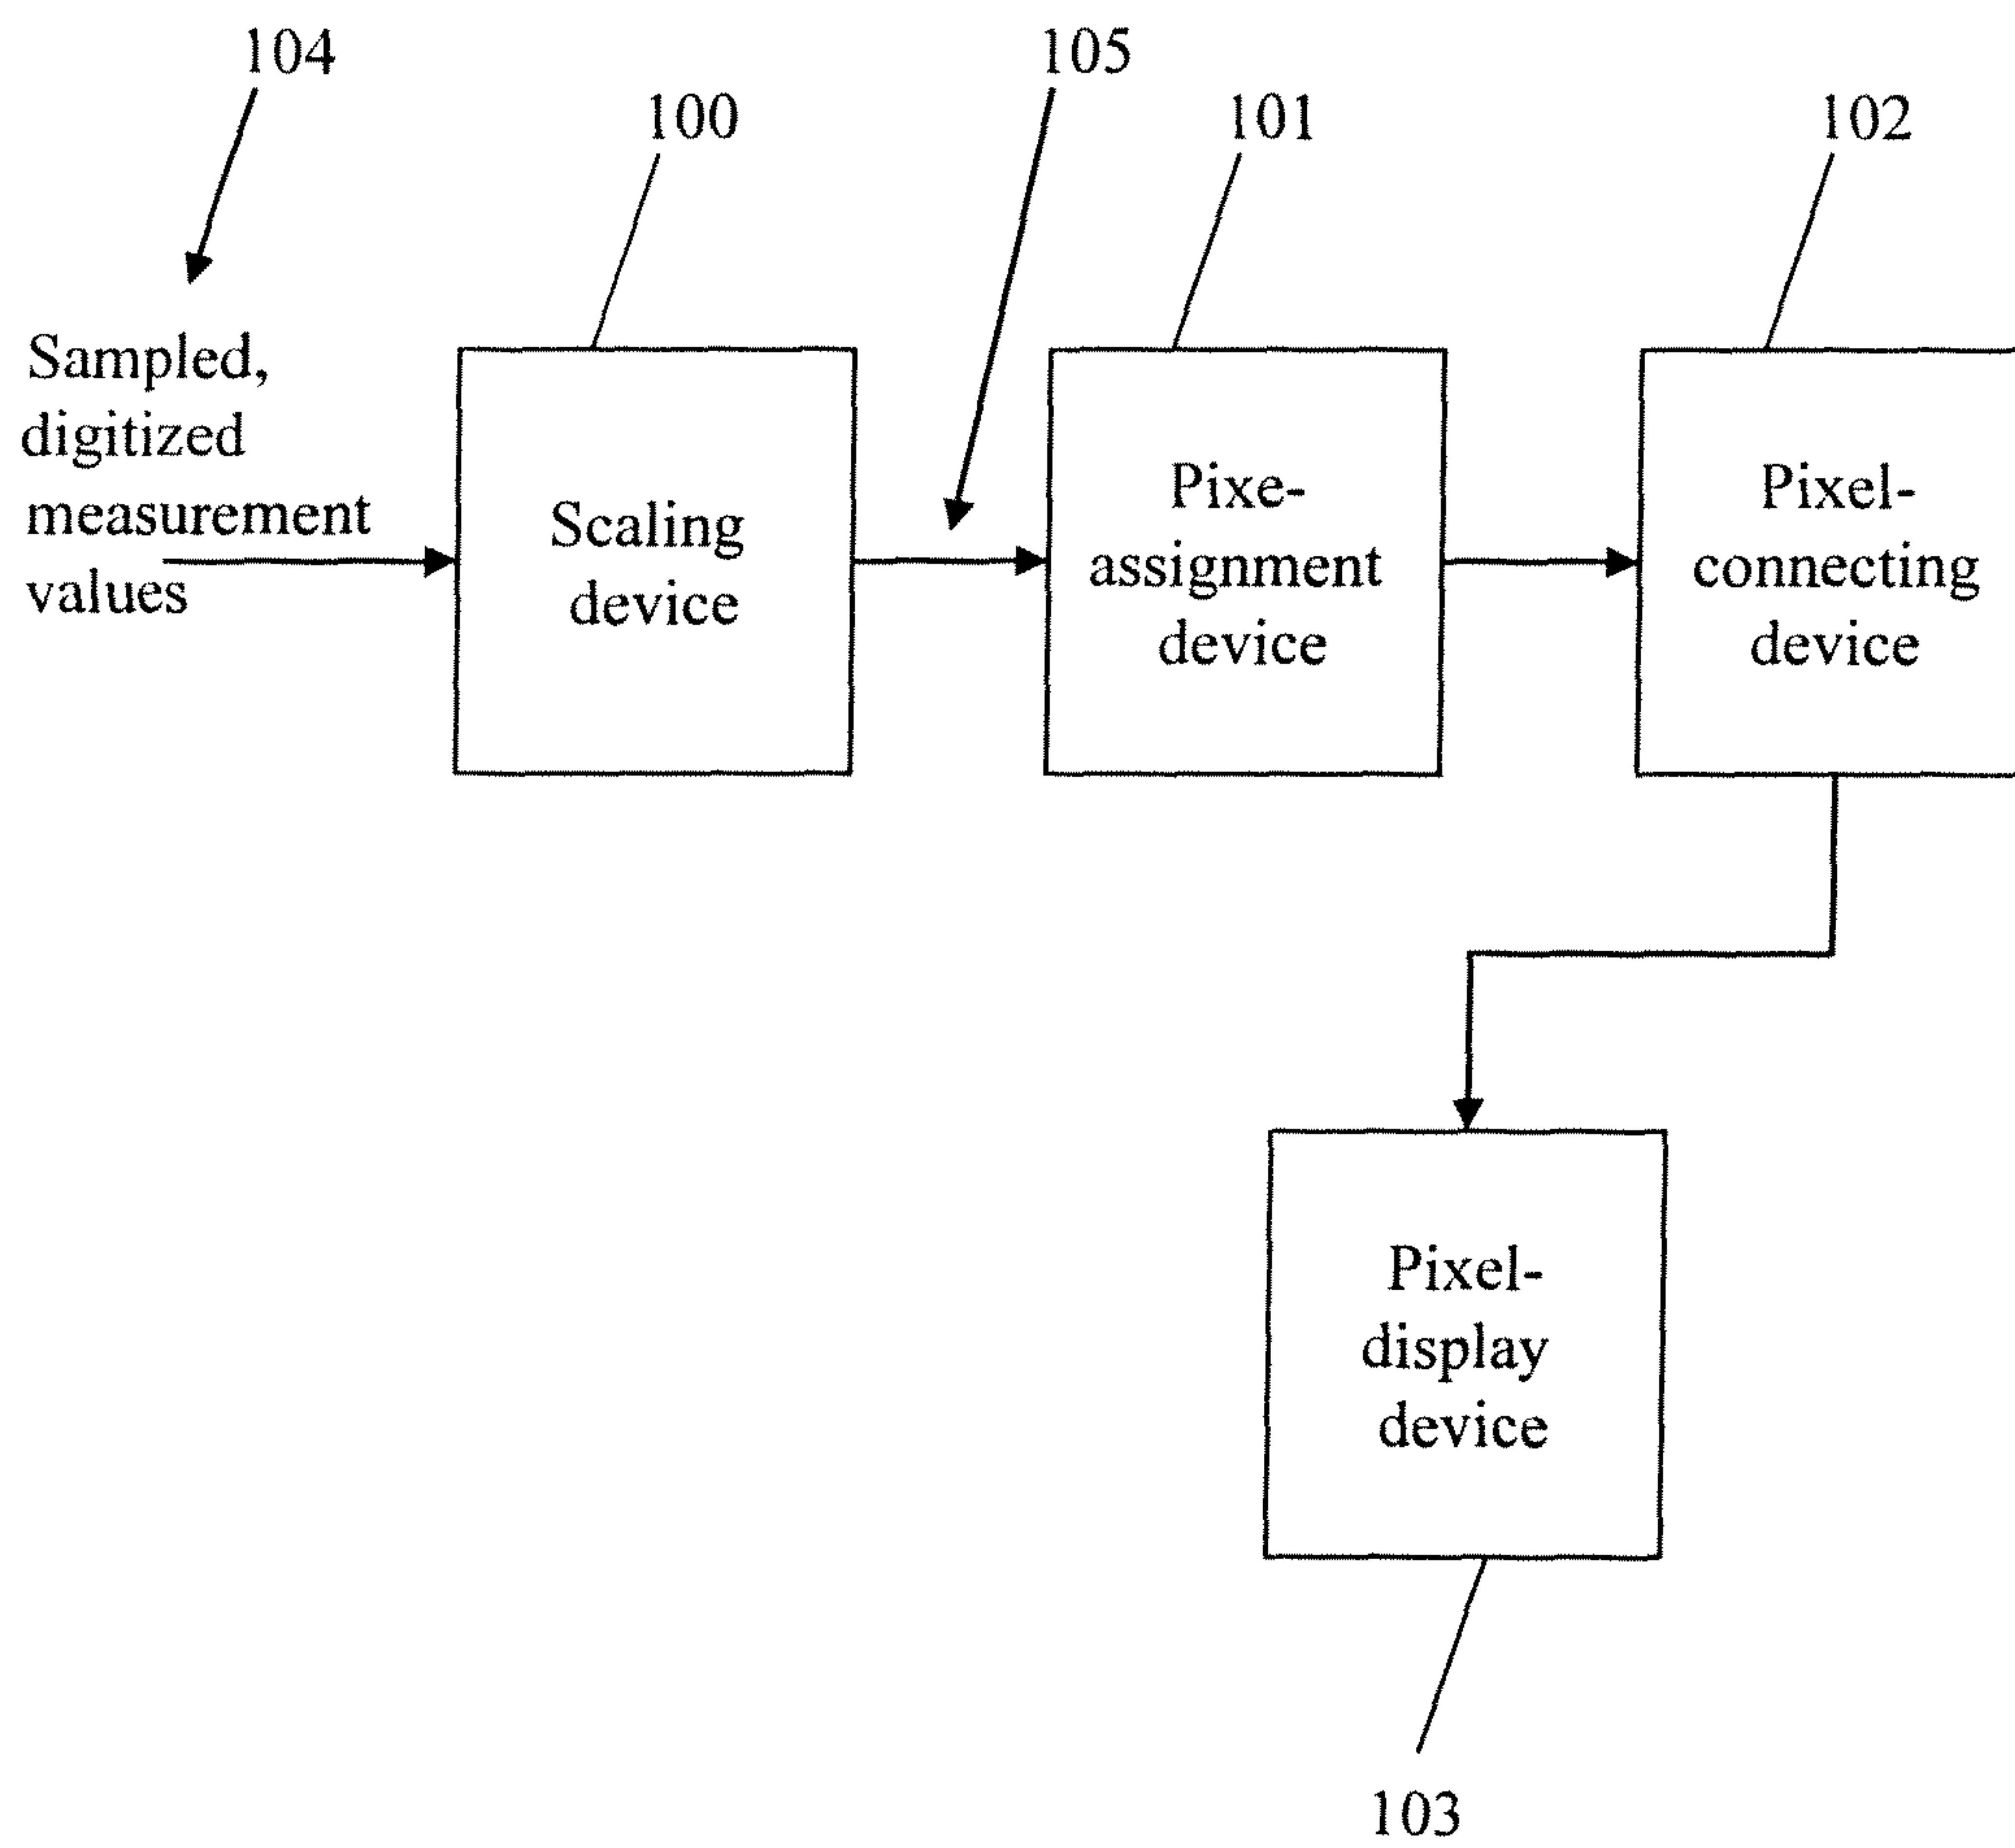 104
105
100
101
102
Sampled,
digitized
measurement
values
Scaling
device
Pixe-
assignment
device
Pixel-
connecting
device
Pixel-
display
device
103